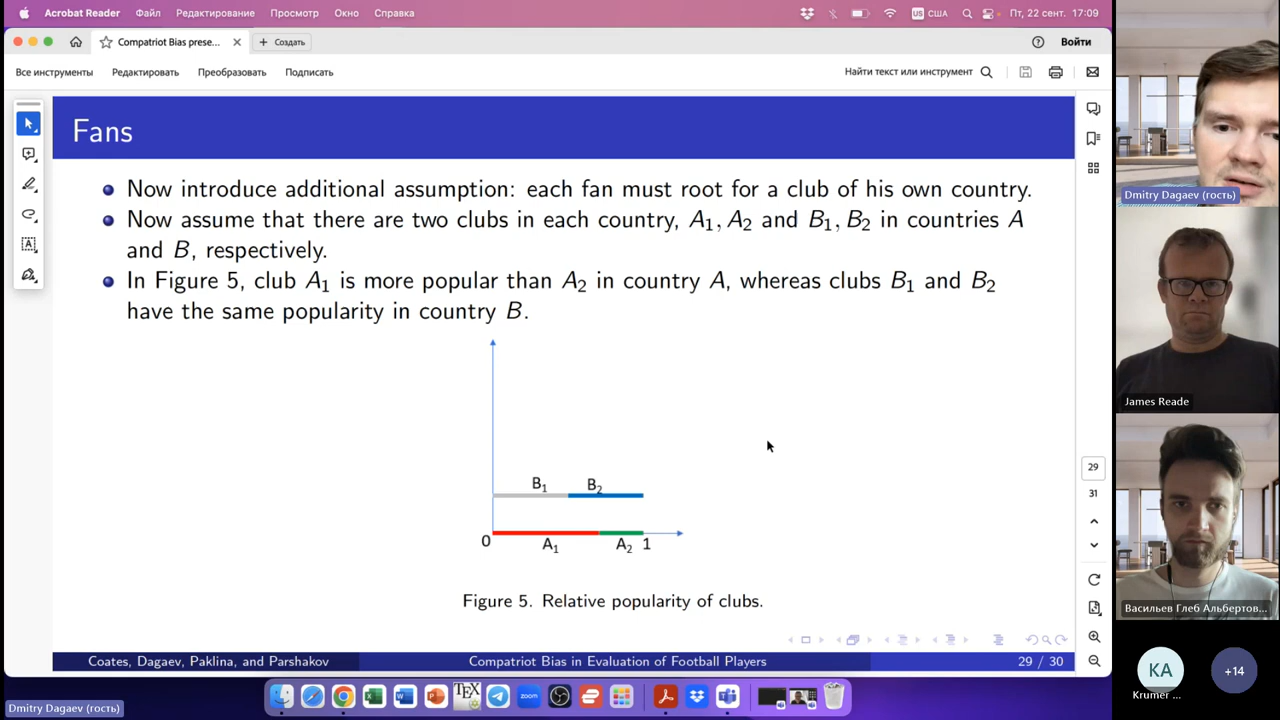 Acrobat Reader Файл Редактирование Просмотр Окно Справка США Пт, 22 сент. 17:09
Compatriot Bias prese... Создать Войти
Все инструменты Редактировать Преобразовать Подписать Найти текст или инструмент
Fans
Now introduce additional assumption: each fan must root for a club of his own country.
Now assume that there are two clubs in each country, A₁, A₂ and B₁, B₂ in countries A
and B, respectively.
In Figure 5, club A₁ is more popular than A₂ in country A, whereas clubs B₁ and B₂
have the same popularity in country B.
B₁ B₂
0 A₁ A₂ 1
Figure 5. Relative popularity of clubs.
Coates, Dagaev, Paklina, and Parshakov Compatriot Bias in Evaluation of Football Players 29 / 30
29
31
TEX zoom
Dmitry Dagaev (гость)
Dmitry Dagaev (гость)
James Reade
Васильев Глеб Альбертов...
KA
Krumer ...
+14